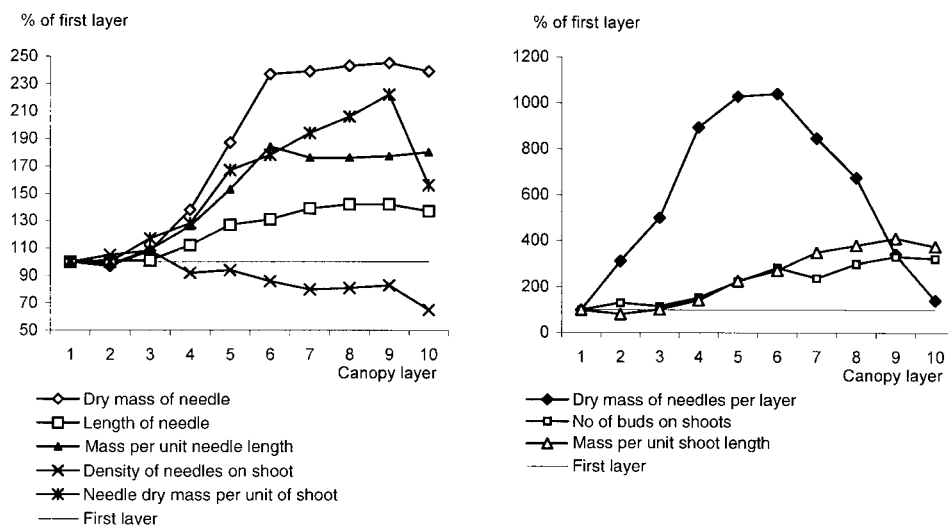 % of first layer
250
230
210
190
170
150
130
110
90
70
50
1 2 3 4 5 6 7 8 9 10
Canopy layer
Dry mass of needle
Length of needle
Mass per unit needle length
Density of needles on shoot
Needle dry mass per unit of shoot
First layer
% of first layer
1200
1000
800
600
400
200
0
1 2 3 4 5 6 7 8 9 10
Canopy layer
Dry mass of needles per layer
No of buds on shoots
Mass per unit shoot length
First layer